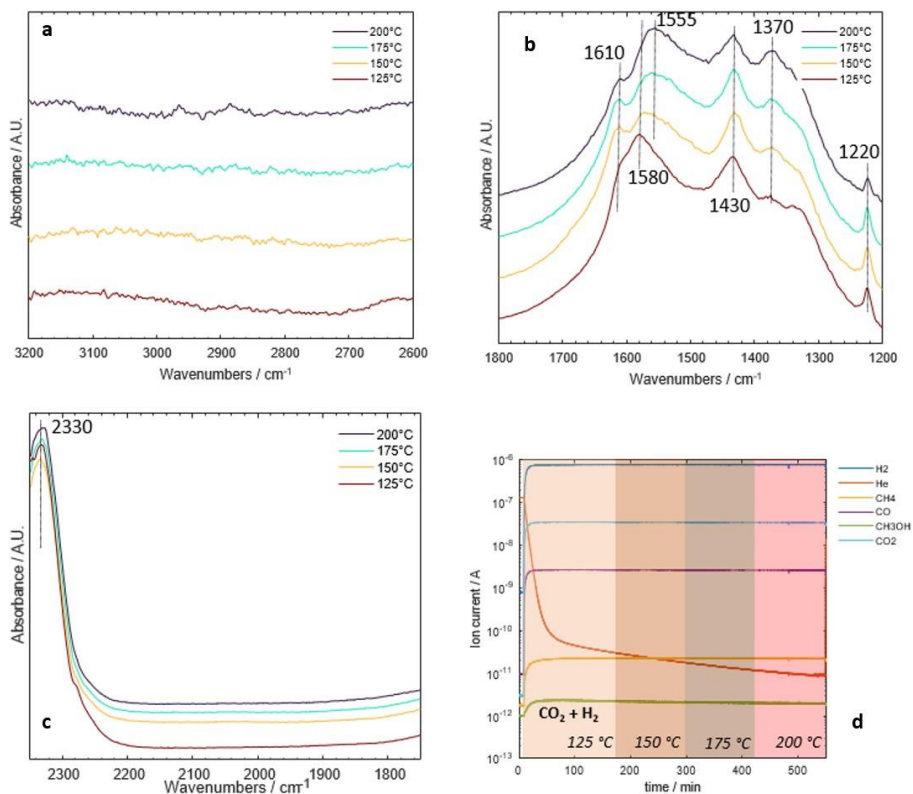 a
200°C
175°C
150°C
125°C
Absorbance / A.U.
3200 3100 3000 2900 2800 2700 2600
Wavenumbers / cm-1
b
1555
1610
1370
200°C
175°C
150°C
125°C
1220
1580
1430
Absorbance / A.U.
1800 1700 1600 1500 1400 1300 1200
Wavenumbers / cm-1
2330
200°C
175°C
150°C
125°C
Absorbance / A.U.
c
2300 2200 2100 2000 1900 1800
Wavenumbers / cm-1
10-6
10-7
10-8
10-9
10-10
10-11
10-12
10-13
Ion current / A
H2
He
CH4
CO
CH3OH
CO2
CO2 + H2
d
125 °C 150 °C 175 °C 200 °C
0 100 200 300 400 500
time / min